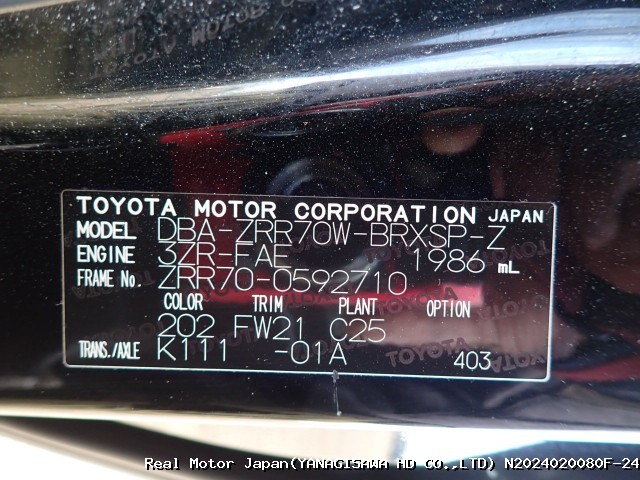 TOYOTA MOTOR CORPORATION JAPAN
MODEL DBA-ZRR70W-BRXSP-Z
ENGINE 3ZR-FAE 1986 mL
FRAME No. ZRR70-0592710
COLOR TRIM PLANT OPTION
202 FW21 C25
TRANS./AXLE K111 -01A 403
Real Motor Japan(YANAGISAWA HD CO.,LTD) N2024020080F-24